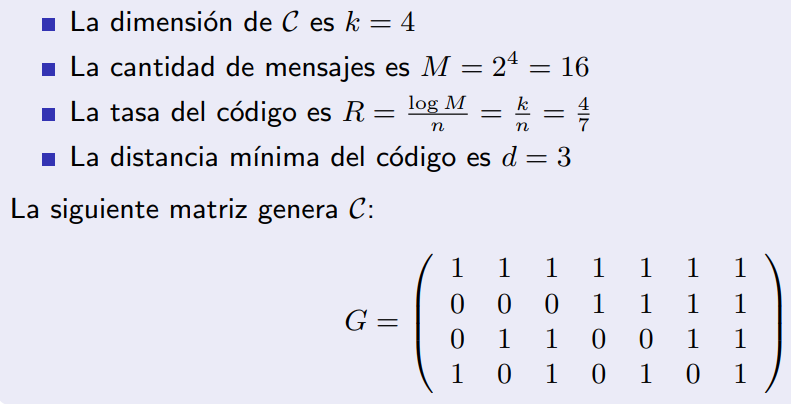 La dimensión de 𝒞 es k = 4
La cantidad de mensajes es M = 2⁴ = 16
La tasa del código es R = log M / n = k/n = 4/7
La distancia mínima del código es d = 3
La siguiente matriz genera 𝒞:
1 1 1 1 1 1 1
0 0 0 1 1 1 1
G =
0 1 1 0 0 1 1
1 0 1 0 1 0 1